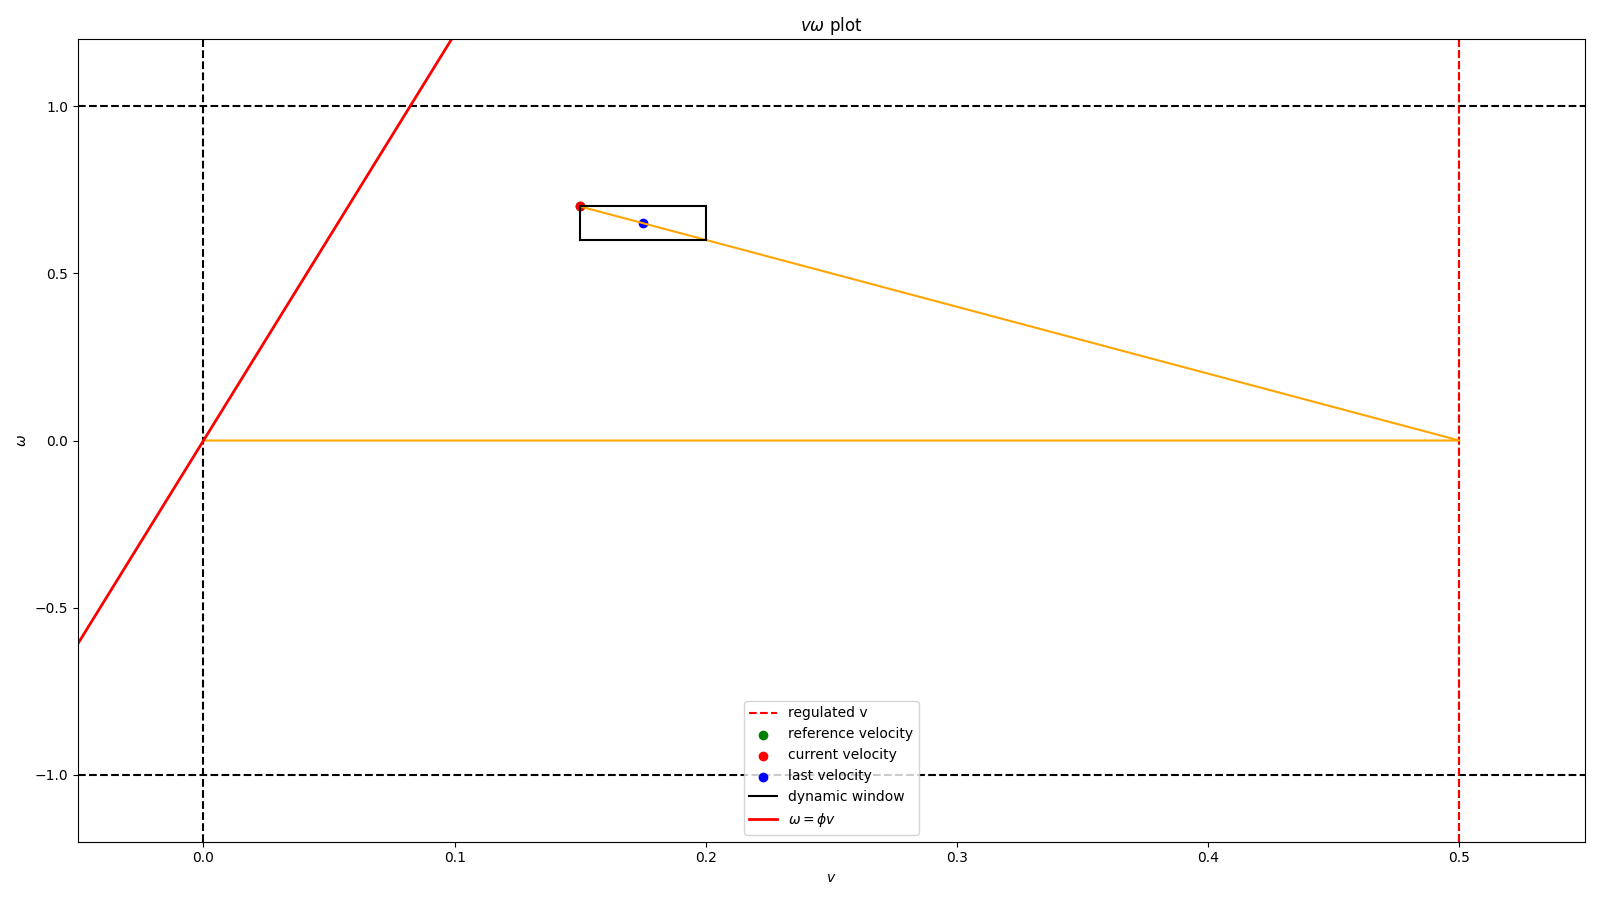 vω plot
ω
1.0
0.5
0.0
−0.5
−1.0
0.0
0.1
0.2
0.3
0.4
0.5
v
regulated v
reference velocity
current velocity
last velocity
dynamic window
ω = ϕv